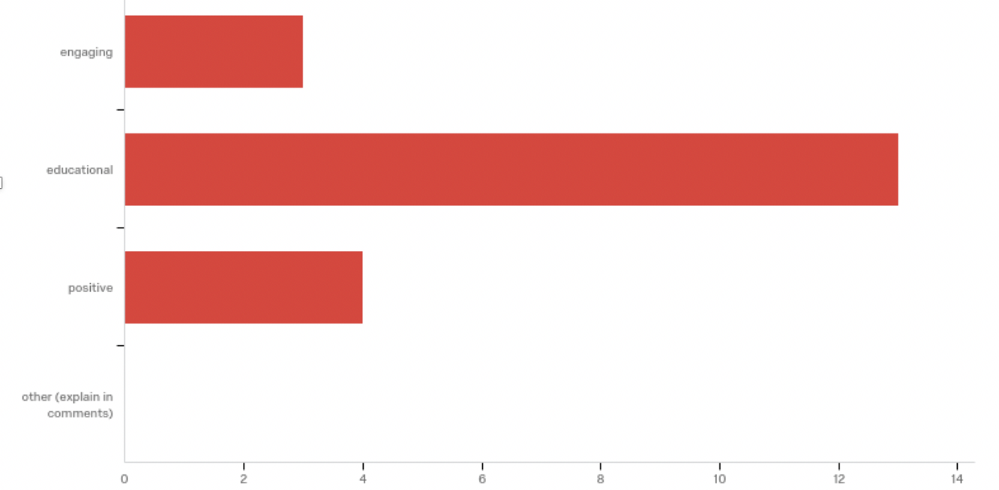 engaging
educational
positive
other (explain in
comments)
0 2 4 6 8 10 12 14